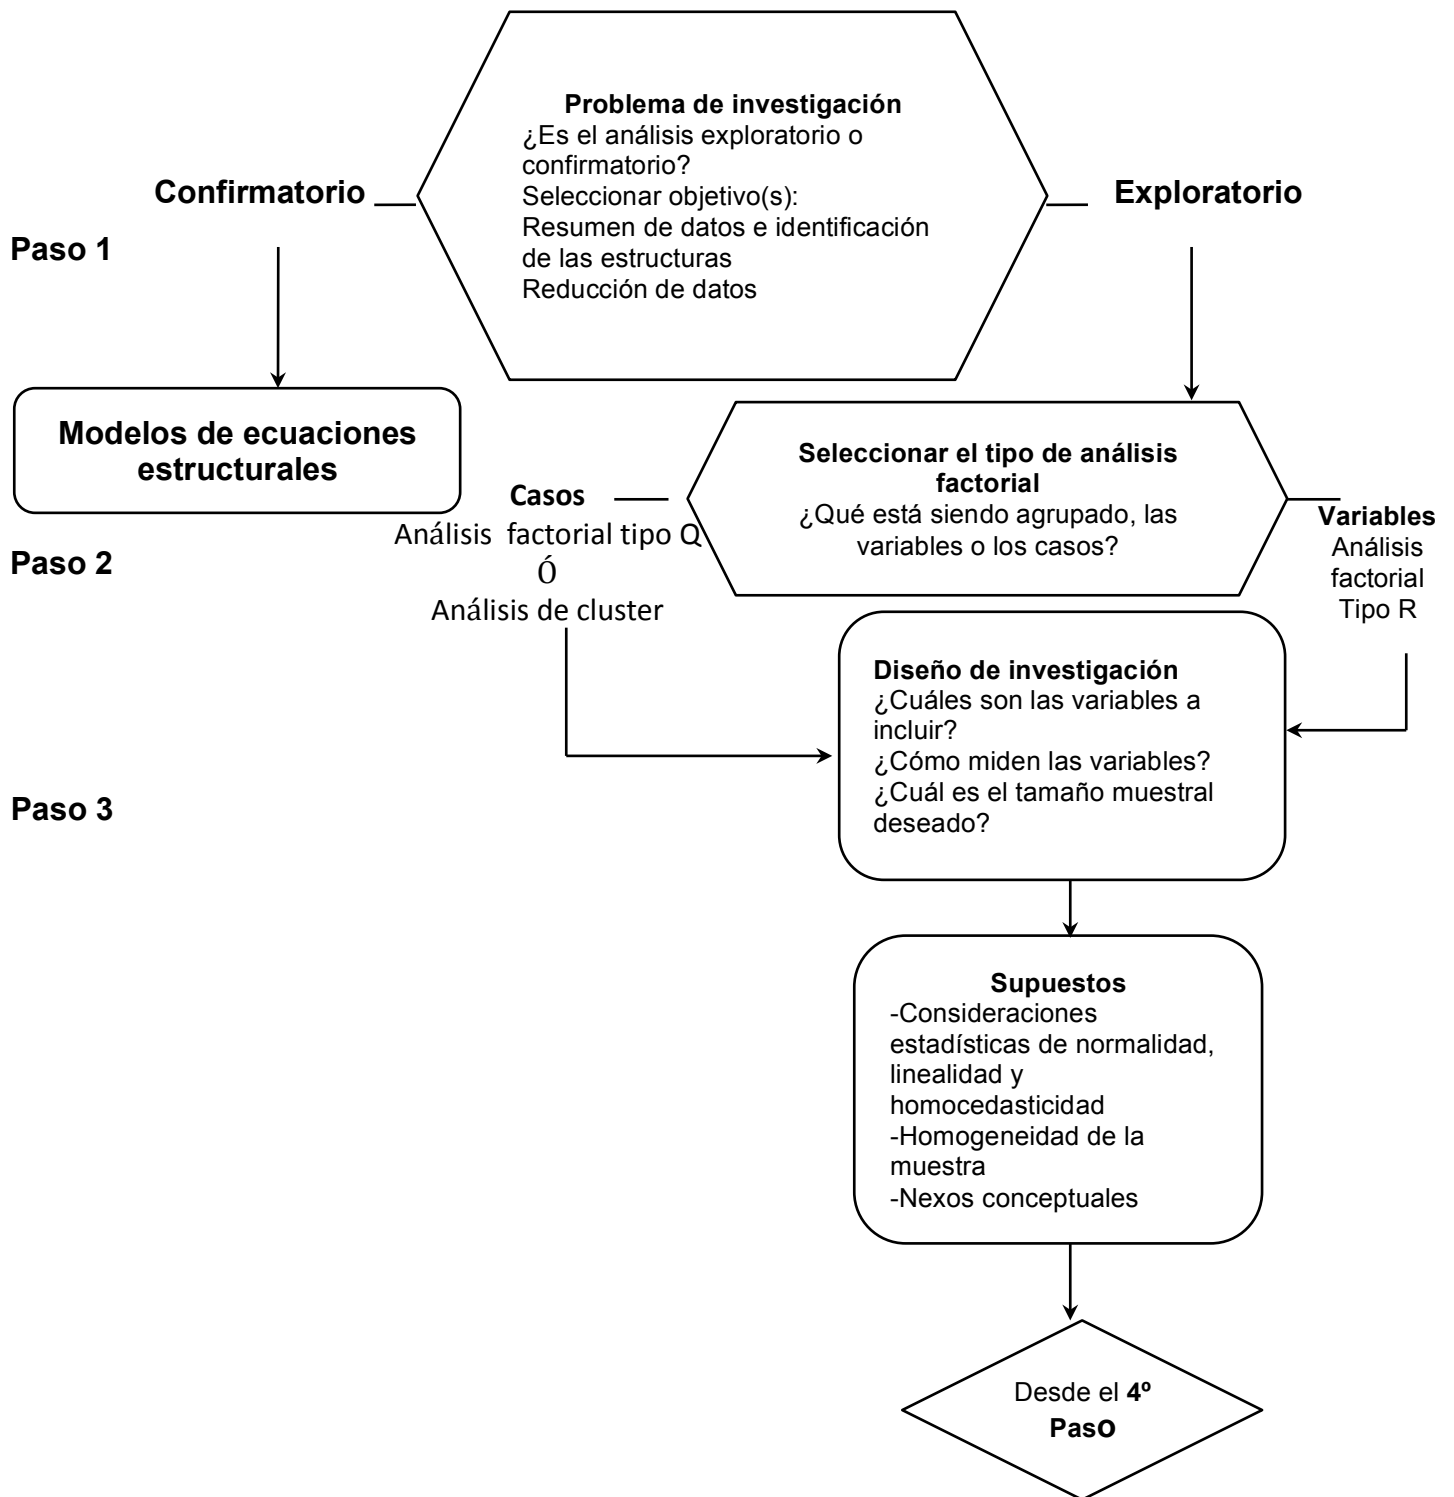 Problema de investigación
¿Es el análisis exploratorio o
confirmatorio?
Seleccionar objetivo(s):
Resumen de datos e identificación
de las estructuras
Reducción de datos
Confirmatorio
Exploratorio
Paso 1
Modelos de ecuaciones
estructurales
Seleccionar el tipo de análisis
factorial
¿Qué está siendo agrupado, las
variables o los casos?
Casos
Análisis factorial tipo Q
Ó
Análisis de cluster
Variables
Análisis
factorial
Tipo R
Paso 2
Diseño de investigación
¿Cuáles son las variables a
incluir?
¿Cómo miden las variables?
¿Cuál es el tamaño muestral
deseado?
Paso 3
Supuestos
-Consideraciones
estadísticas de normalidad,
linealidad y
homocedasticidad
-Homogeneidad de la
muestra
-Nexos conceptuales
Desde el 4º
Paso